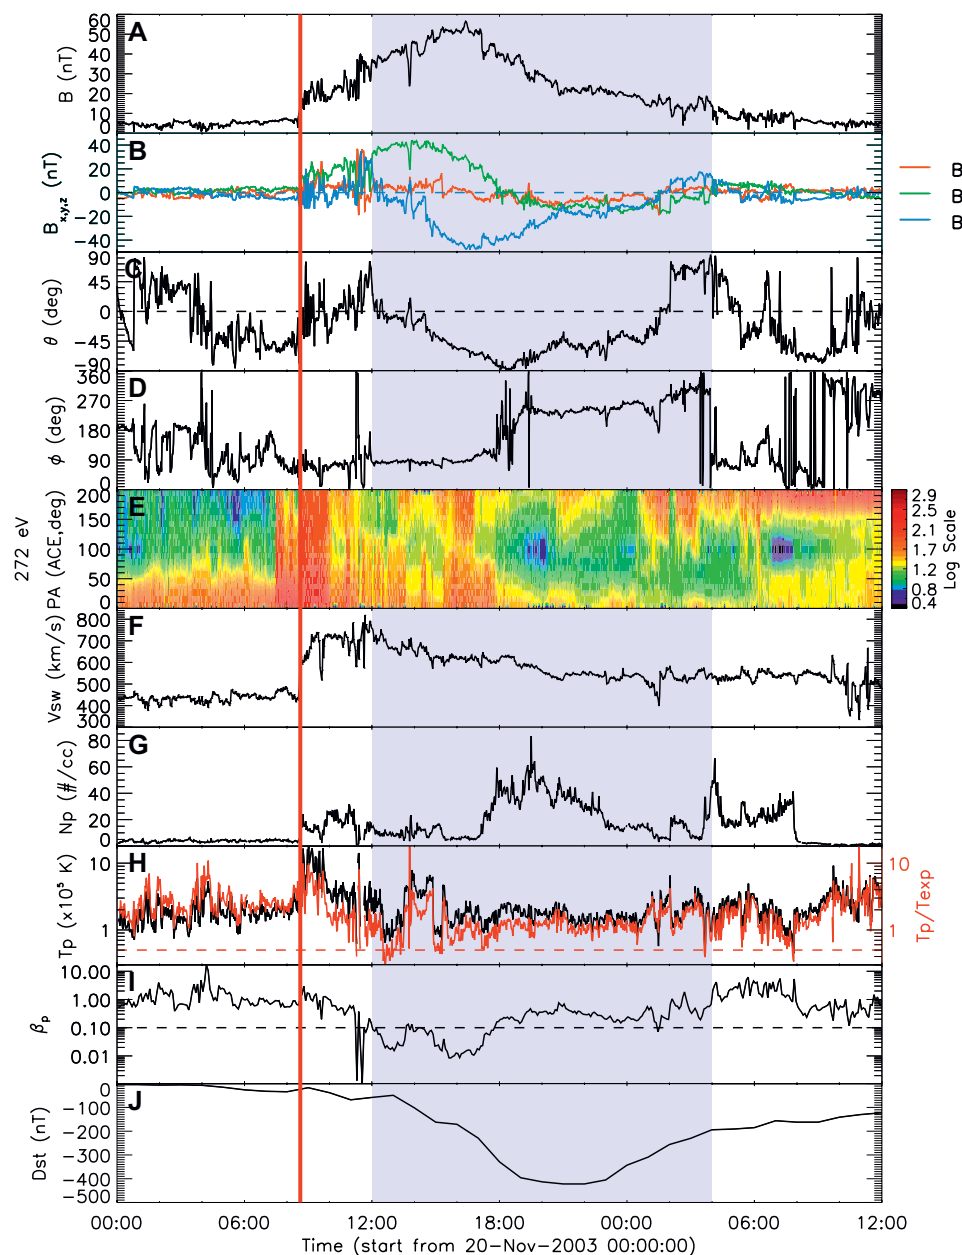 A
B (nT)
60
50
40
30
20
10
0
B
Bx,y,z (nT)
40
20
0
−20
−40
B
B
B
C
θ (deg)
90
45
0
−45
−90
D
ϕ (deg)
360
270
180
90
0
E
272 eV
PA (ACE,deg)
200
150
100
50
0
2.9
2.5
2.1
1.7
1.2
0.8
0.4
Log Scale
F
Vsw (km/s)
800
700
600
500
400
300
G
Np (#/cc)
80
60
40
20
0
H
Tp (x10⁵ K)
10
1
10
1
Tp/Texp
I
βp
10.00
1.00
0.10
0.01
J
Dst (nT)
0
−100
−200
−300
−400
−500
00:00 06:00 12:00 18:00 00:00 06:00 12:00
Time (start from 20−Nov−2003 00:00:00)